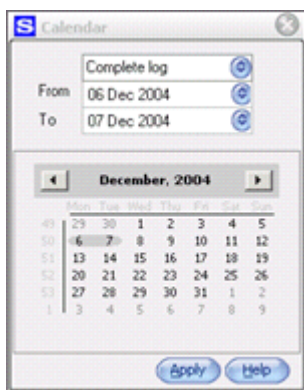 S Calendar
Complete log
From 06 Dec 2004
To 07 Dec 2004
December, 2004
Mon Tue Wed Thu Fri Sat Sun
49 29 30 1 2 3 4 5
50 6 7 8 9 10 11 12
51 13 14 15 16 17 18 19
52 20 21 22 23 24 25 26
53 27 28 29 30 31 1 2
1 3 4 5 6 7 8 9
Apply Help